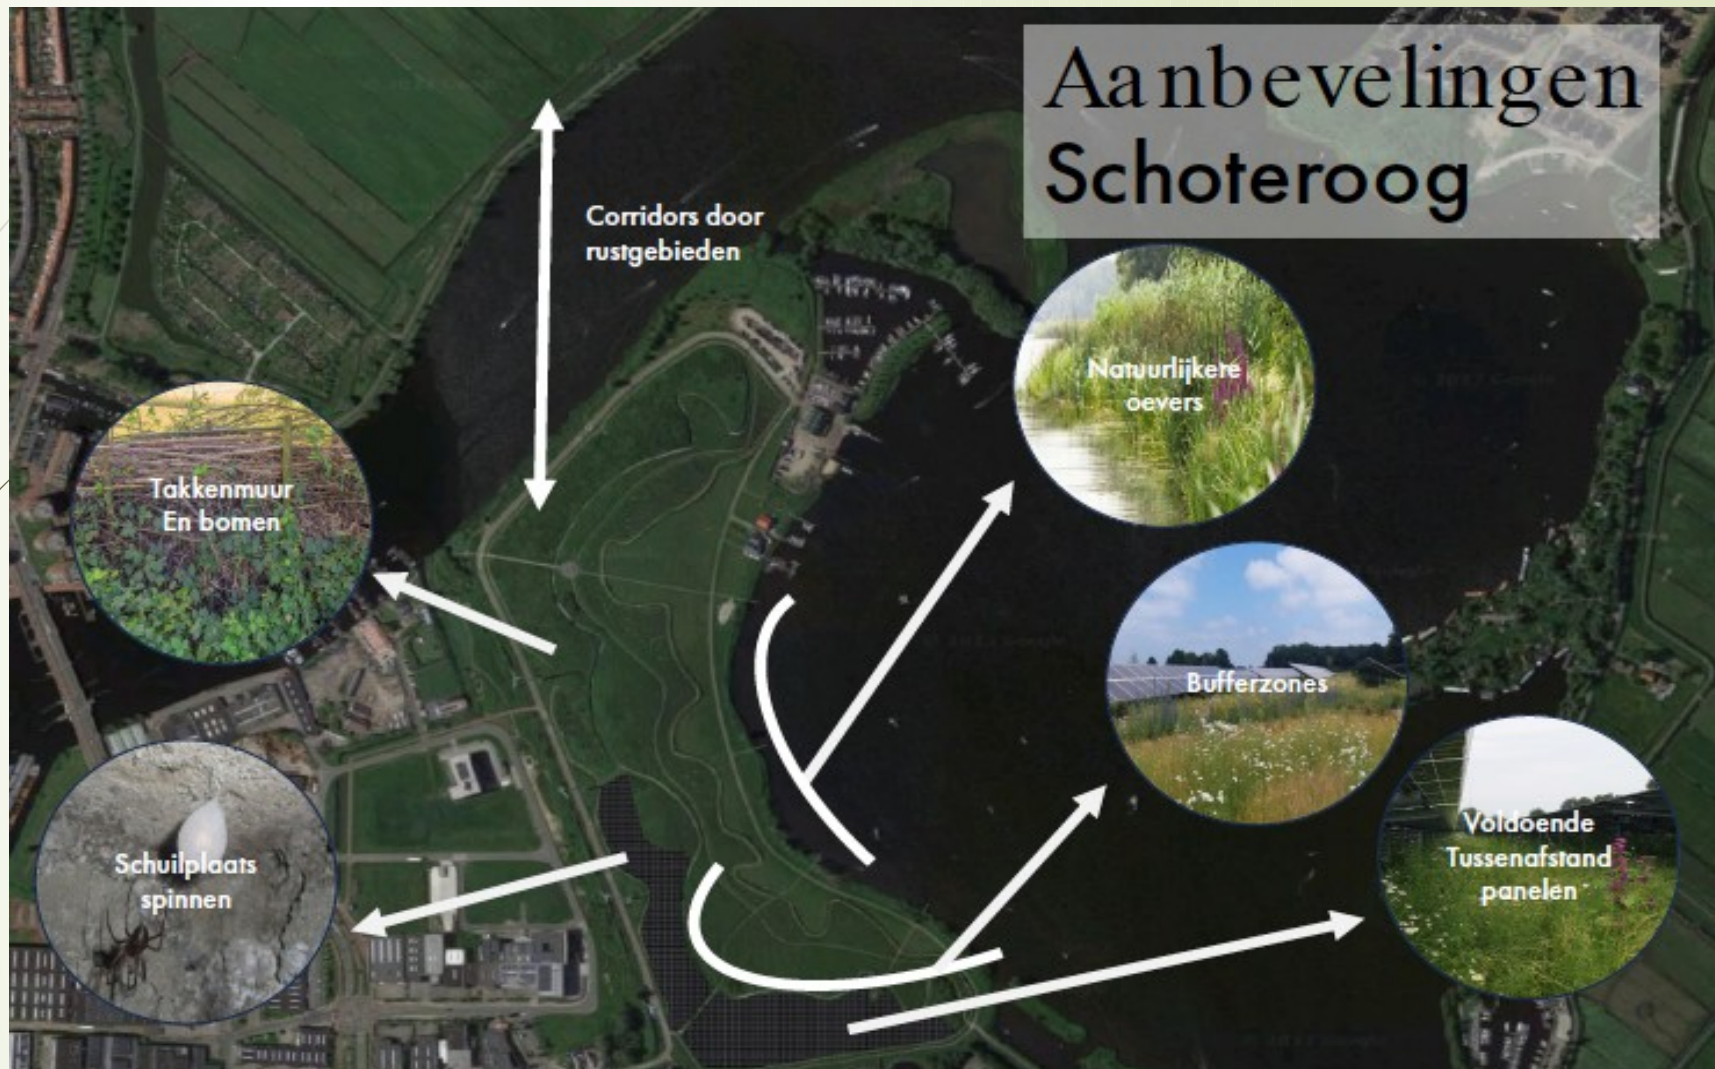 Aanbevelingen
Schoteroog
Corridors door
rustgebieden
Natuurlijkere
oevers
Takkenmuur
En bomen
Bufferzones
Voldoende
Tussenafstand
panelen
Schuilplaats
spinnen